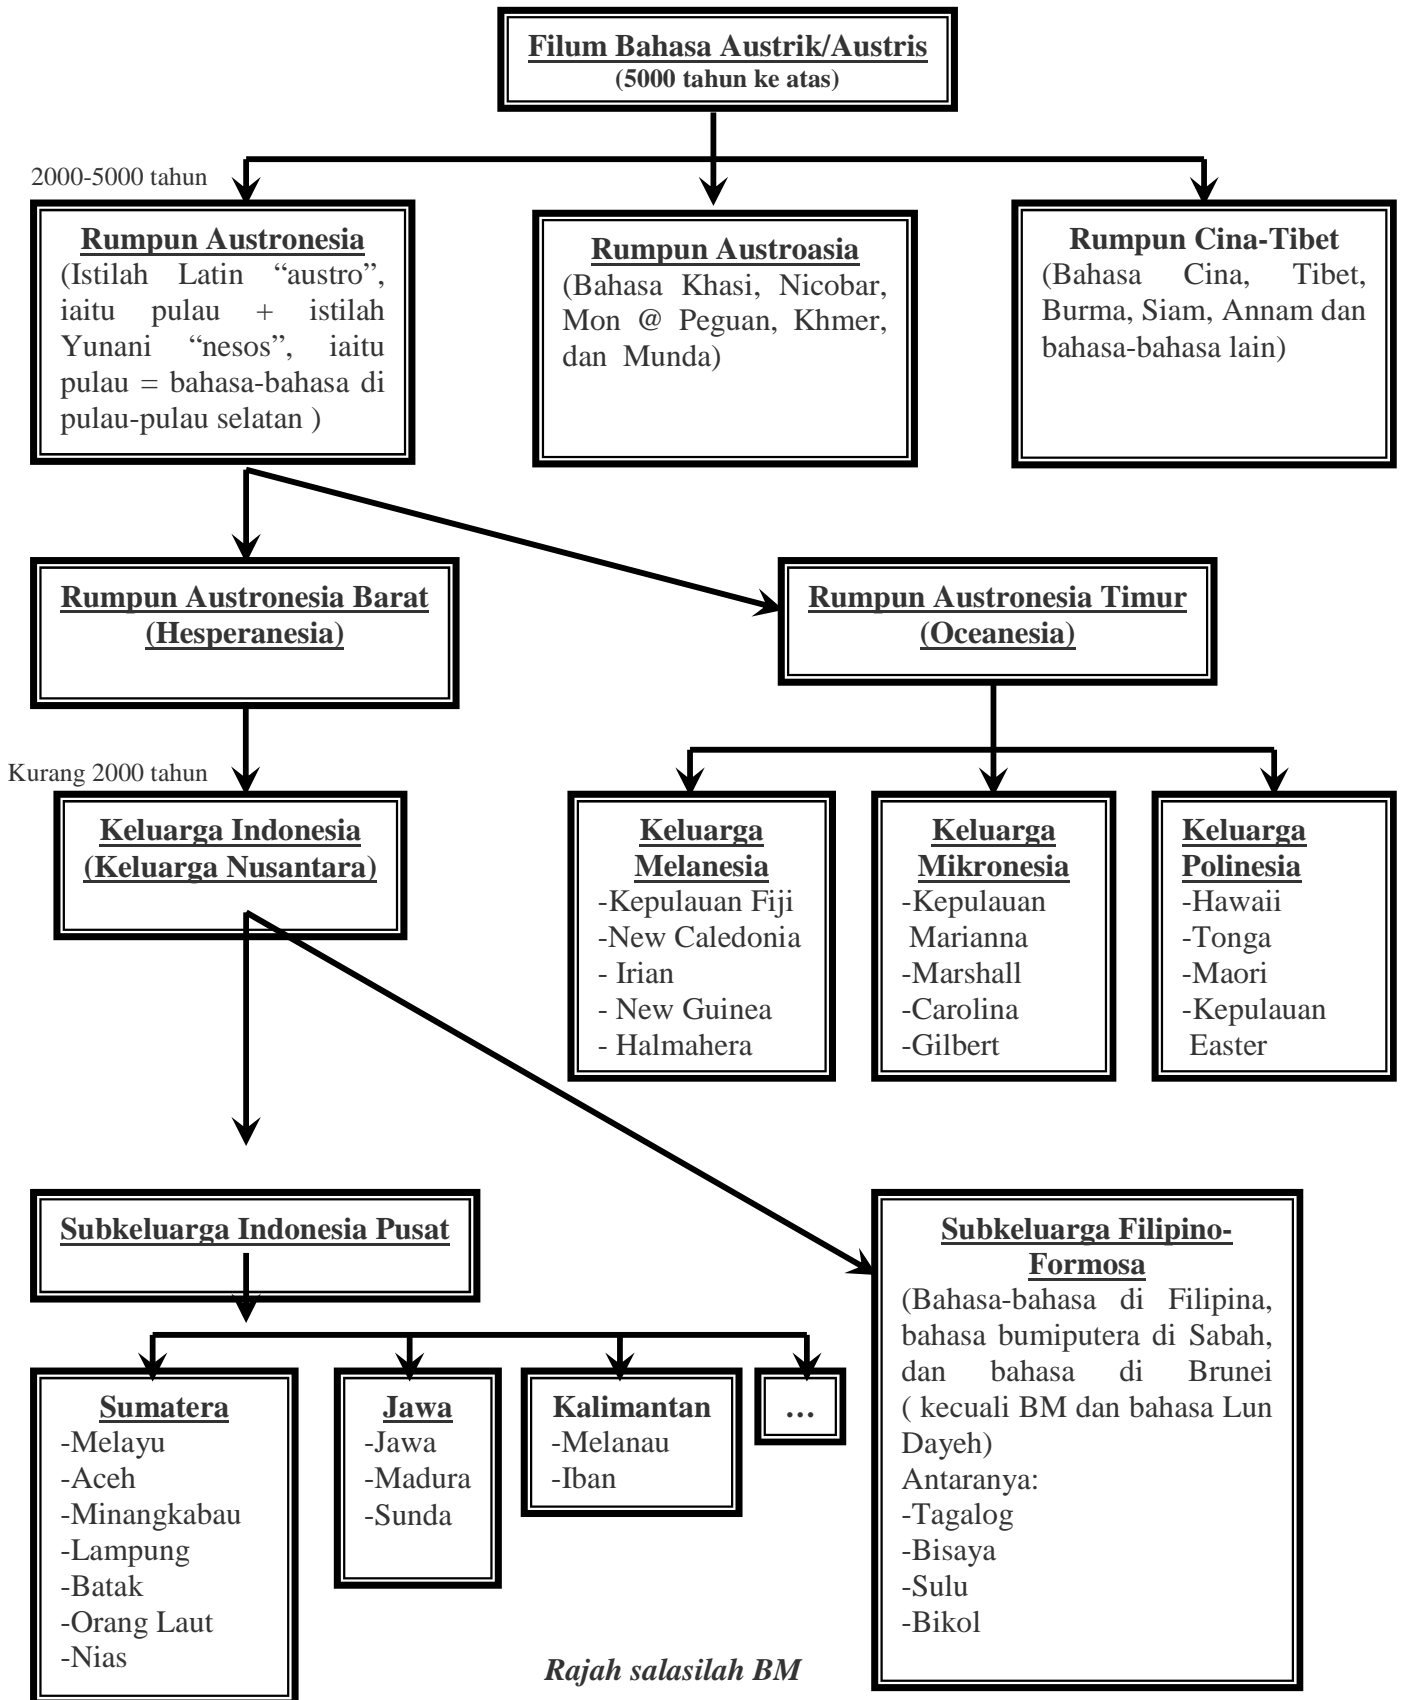 Filum Bahasa Austrik/Austris
(5000 tahun ke atas)
2000-5000 tahun
Rumpun Austronesia
(Istilah Latin “austro”,
iaitu pulau + istilah
Yunani “nesos”, iaitu
pulau = bahasa-bahasa di
pulau-pulau selatan )
Rumpun Austroasia
(Bahasa Khasi, Nicobar,
Mon @ Peguan, Khmer,
dan Munda)
Rumpun Cina-Tibet
(Bahasa Cina, Tibet,
Burma, Siam, Annam dan
bahasa-bahasa lain)
Rumpun Austronesia Barat
(Hesperanesia)
Rumpun Austronesia Timur
(Oceanesia)
Kurang 2000 tahun
Keluarga Indonesia
(Keluarga Nusantara)
Keluarga
Melanesia
-Kepulauan Fiji
-New Caledonia
- Irian
- New Guinea
- Halmahera
Keluarga
Mikronesia
-Kepulauan
Marianna
-Marshall
-Carolina
-Gilbert
Keluarga
Polinesia
-Hawaii
-Tonga
-Maori
-Kepulauan
Easter
Subkeluarga Indonesia Pusat
Subkeluarga Filipino-
Formosa
(Bahasa-bahasa di Filipina,
bahasa bumiputera di Sabah,
dan bahasa di Brunei
( kecuali BM dan bahasa Lun
Dayeh)
Antaranya:
-Tagalog
-Bisaya
-Sulu
-Bikol
Sumatera
-Melayu
-Aceh
-Minangkabau
-Lampung
-Batak
-Orang Laut
-Nias
Jawa
-Jawa
-Madura
-Sunda
Kalimantan
-Melanau
-Iban
…
Rajah salasilah BM